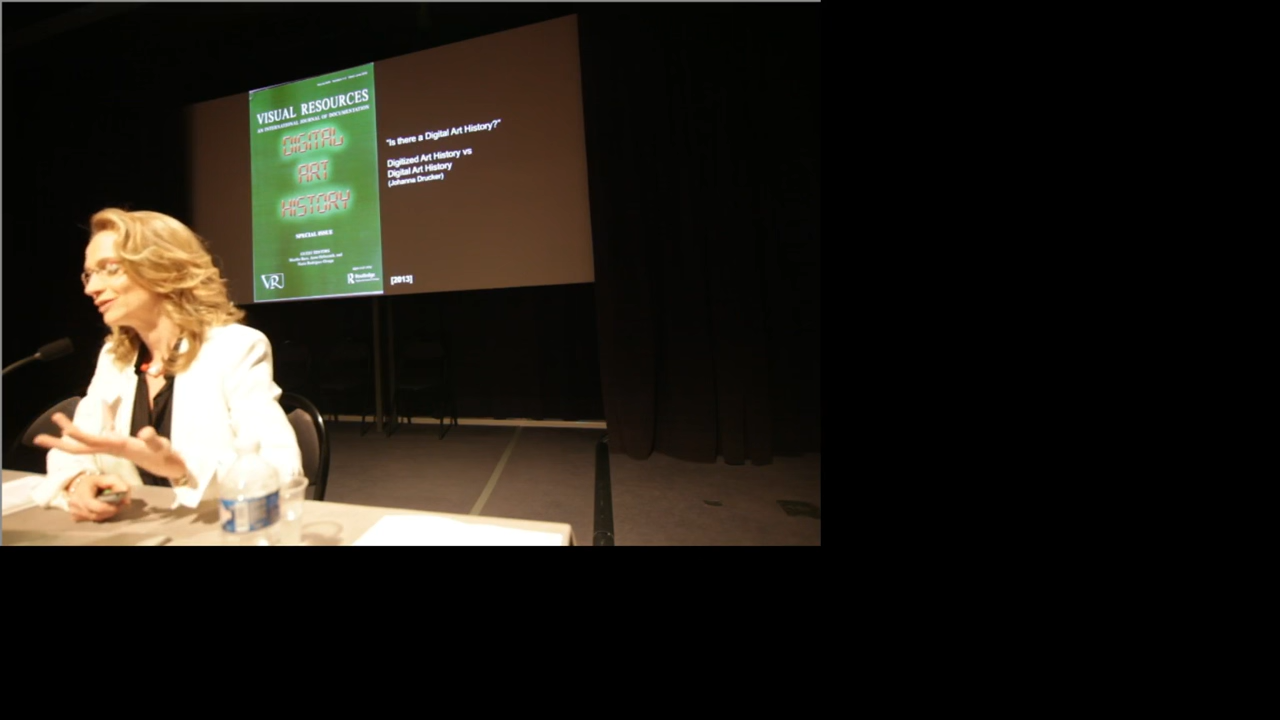 VISUAL RESOURCES
AN INTERNATIONAL JOURNAL OF DOCUMENTATION
DIGITAL
ART
HISTORY
SPECIAL ISSUE
VR
Routledge
"Is there a Digital Art History?"
Digitized Art History vs
Digital Art History
(Johanna Drucker)
[2013]